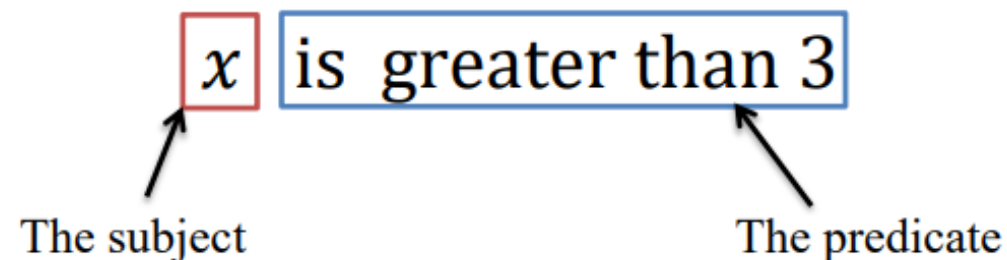 x is greater than 3
The subject
The predicate